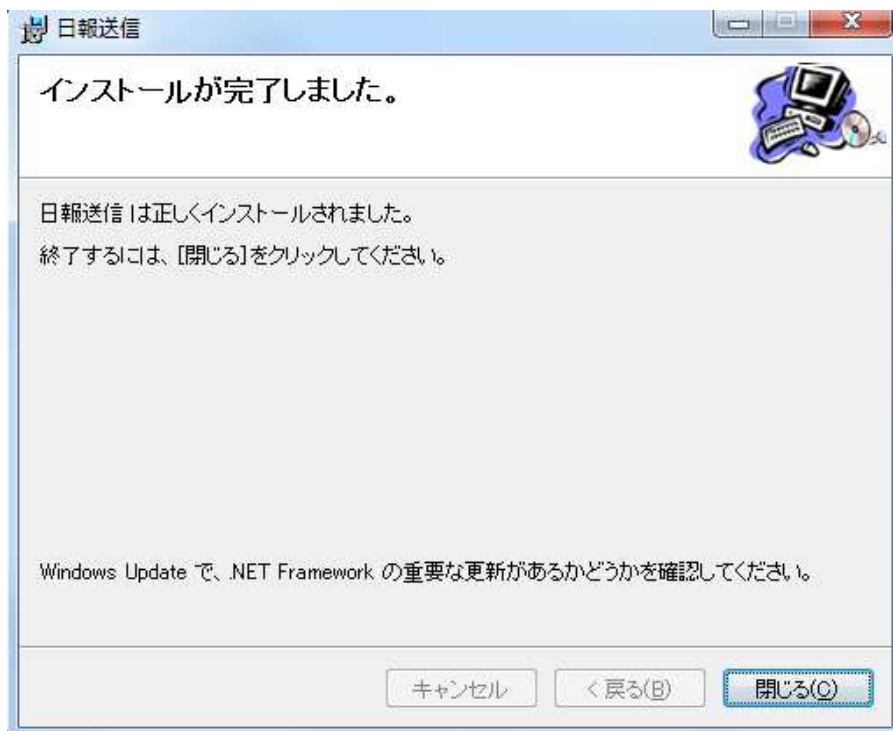 日報送信
インストールが完了しました。
日報送信 は正しくインストールされました。
終了するには、[閉じる]をクリックしてください。
Windows Update で、.NET Framework の重要な更新があるかどうかを確認してください。
キャンセル
< 戻る(B)
閉じる(C)